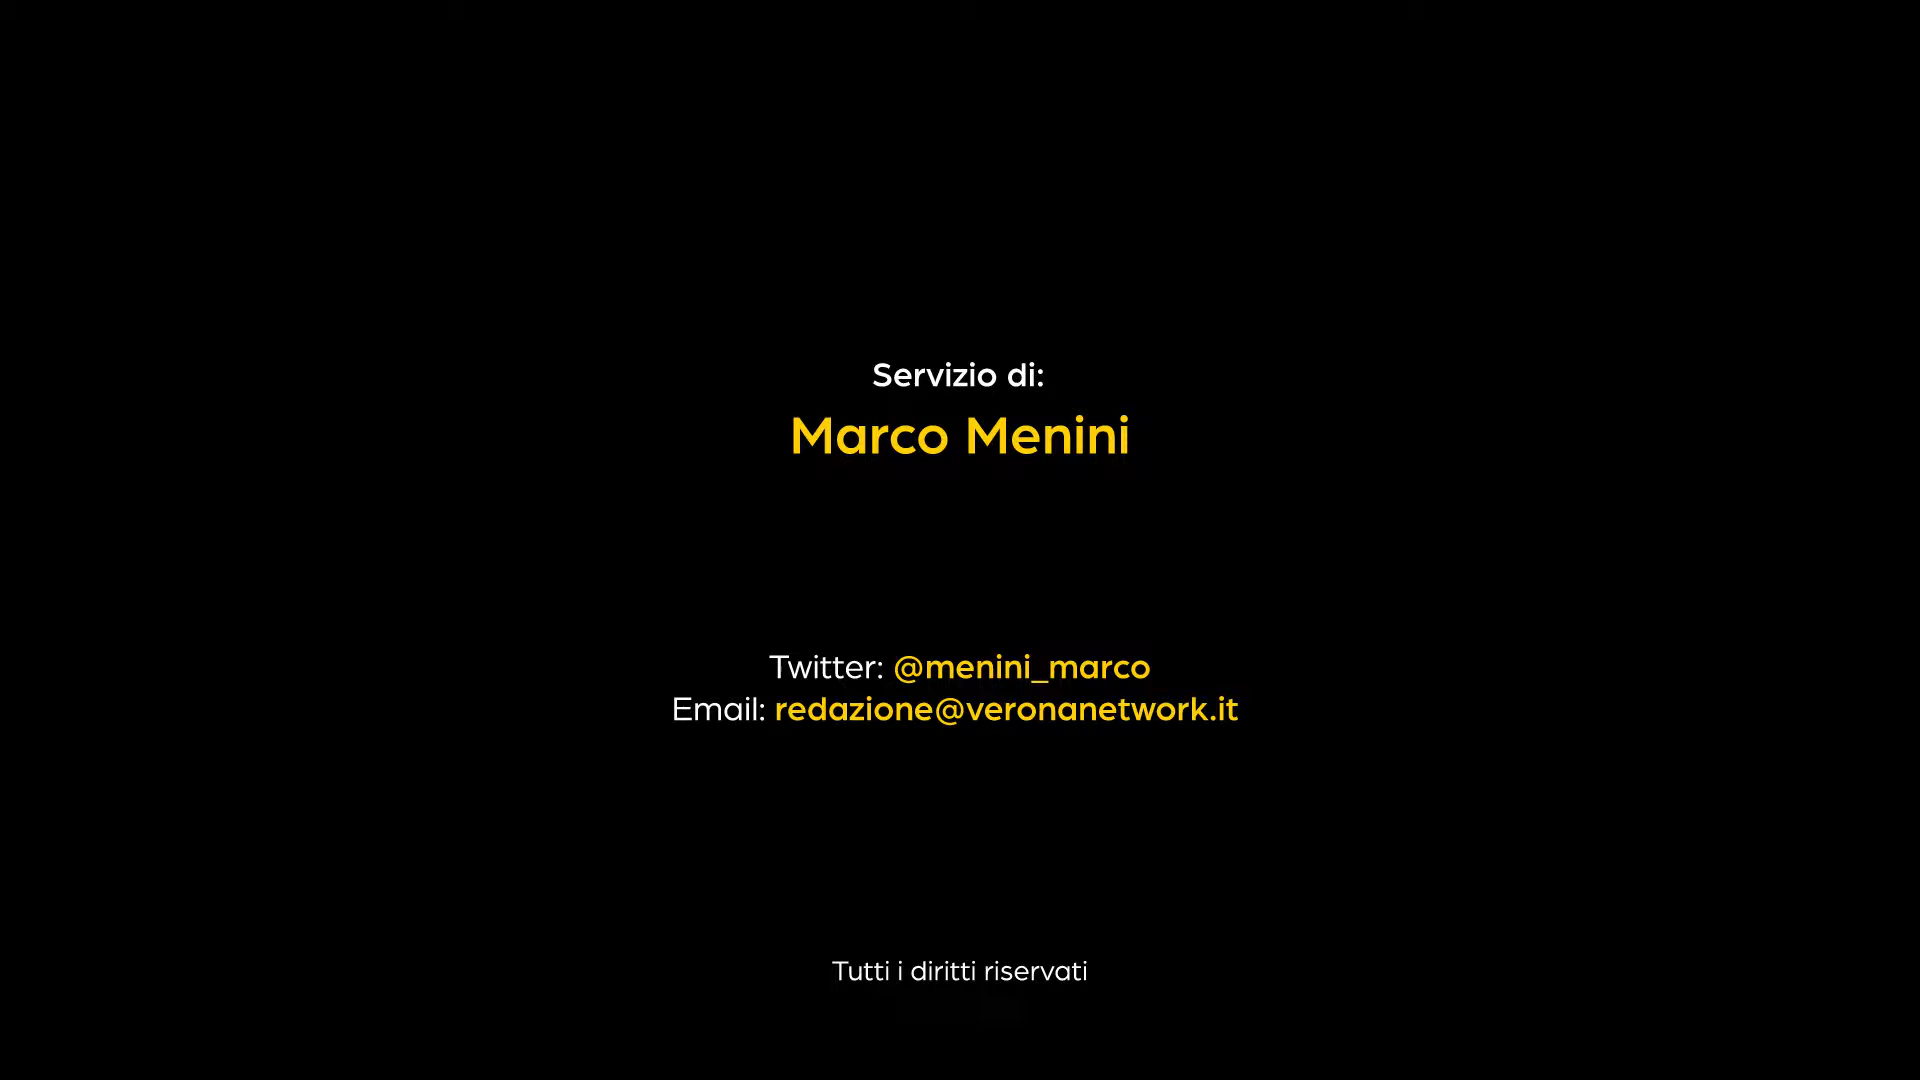 Servizio di:
Marco Menini
Twitter: @menini_marco
Email: redazione@veronanetwork.it
Tutti i diritti riservati